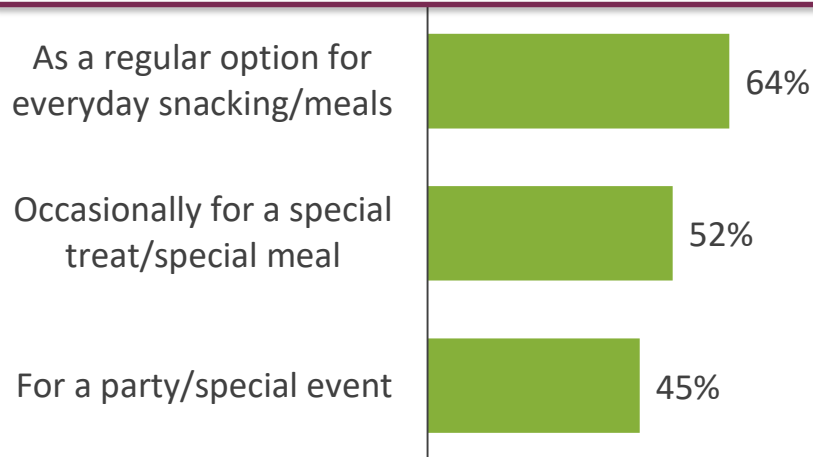 As a regular option for
everyday snacking/meals
64%
Occasionally for a special
treat/special meal
52%
For a party/special event
45%